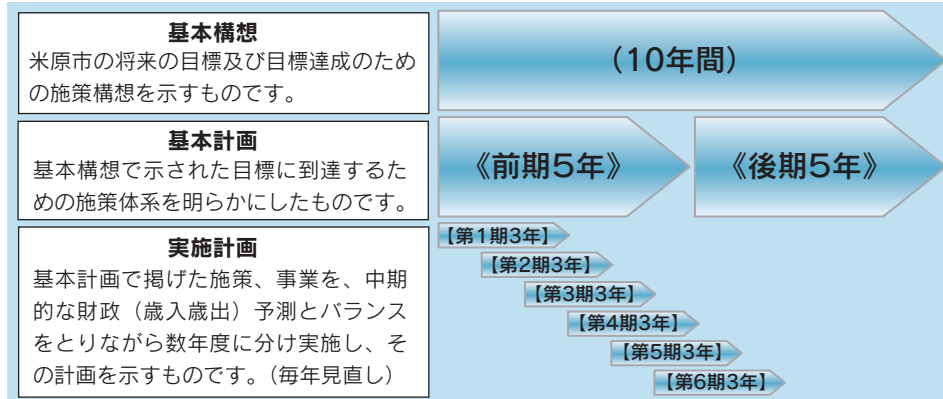 基本構想
米原市の将来の目標及び目標達成のため
の施策構想を示すものです。
(10年間)
基本計画
基本構想で示された目標に到達するた
めの施策体系を明らかにしたものです。
《前期5年》
《後期5年》
実施計画
基本計画で掲げた施策、事業を、中期
的な財政（歳入歳出）予測とバランス
をとりながら数年度に分け実施し、そ
の計画を示すものです。（毎年見直し）
【第1期3年】
【第2期3年】
【第3期3年】
【第4期3年】
【第5期3年】
【第6期3年】